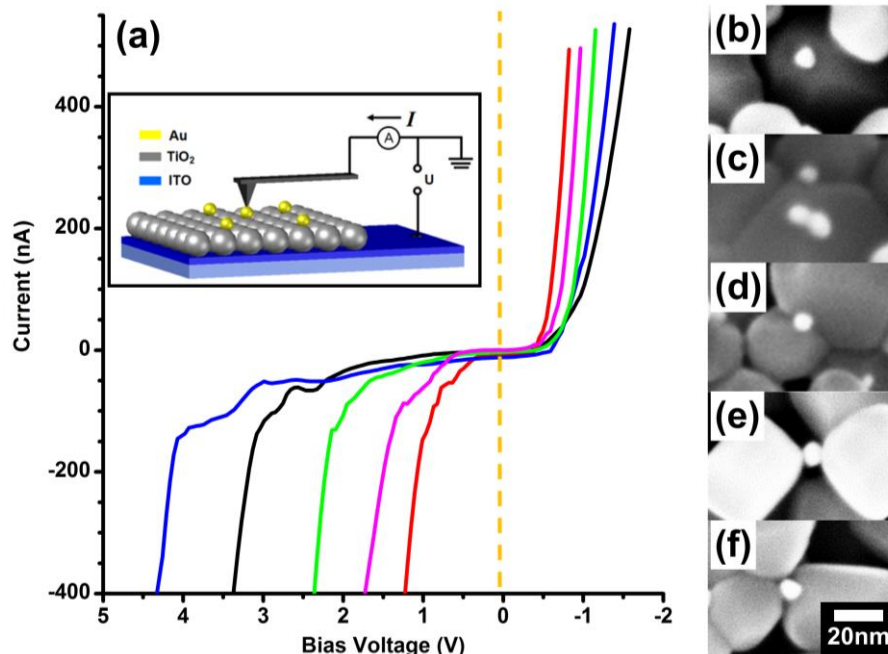 (a)
Au
TiO₂
ITO
I
A
U
Current (nA)
400
200
0
-200
-400
5 4 3 2 1 0 -1 -2
Bias Voltage (V)
(b)
(c)
(d)
(e)
(f)
20nm